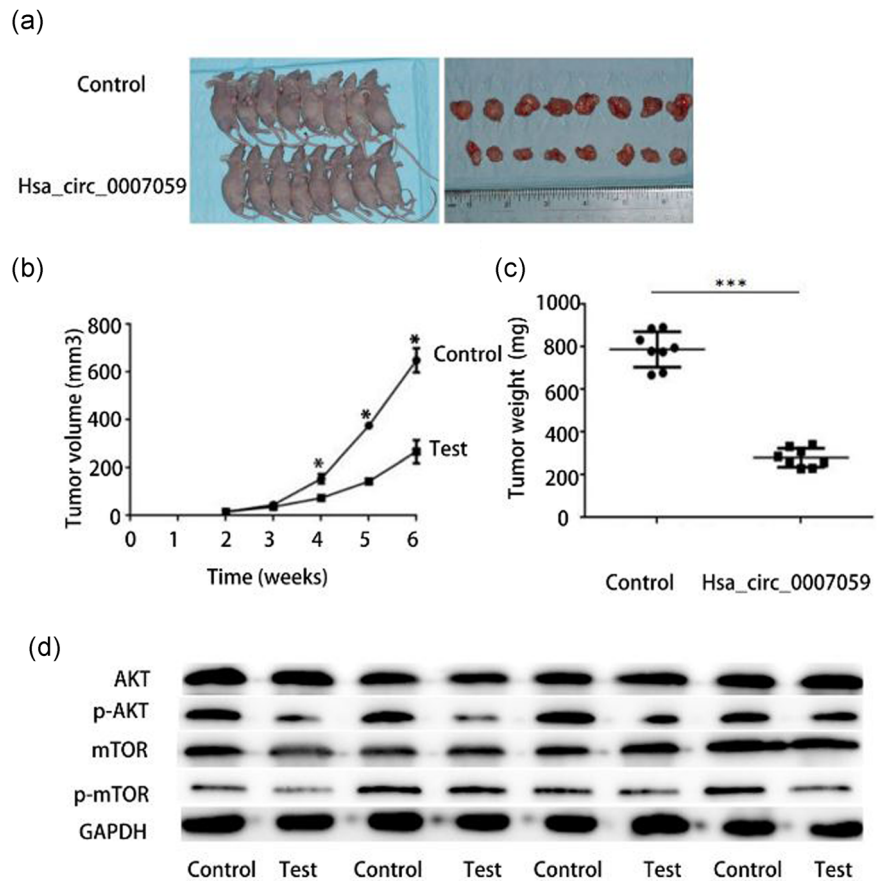 (a)
Control
Hsa_circ_0007059
(b)
Tumor volume (mm3)
800
600
400
200
0
0 1 2 3 4 5 6
Time (weeks)
*
*
*
Control
Test
(c)
Tumor weight (mg)
1000
800
600
400
200
0
***
Control Hsa_circ_0007059
(d)
AKT
p-AKT
mTOR
p-mTOR
GAPDH
Control Test Control Test Control Test Control Test